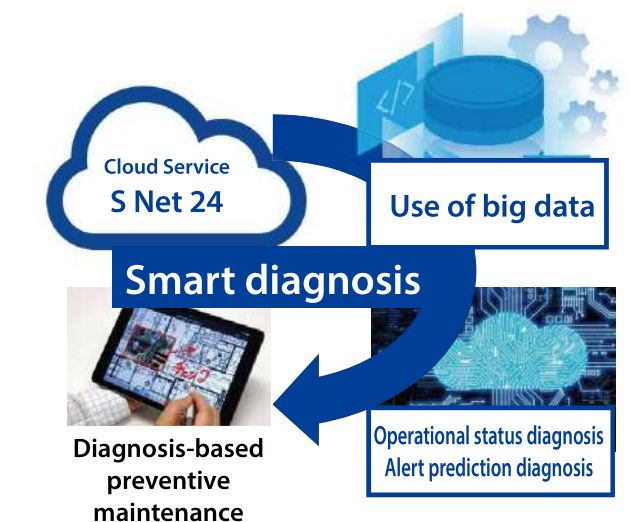 Cloud Service
S Net 24
</>
Use of big data
Smart diagnosis
Operational status diagnosis
Alert prediction diagnosis
Diagnosis-based
preventive
maintenance